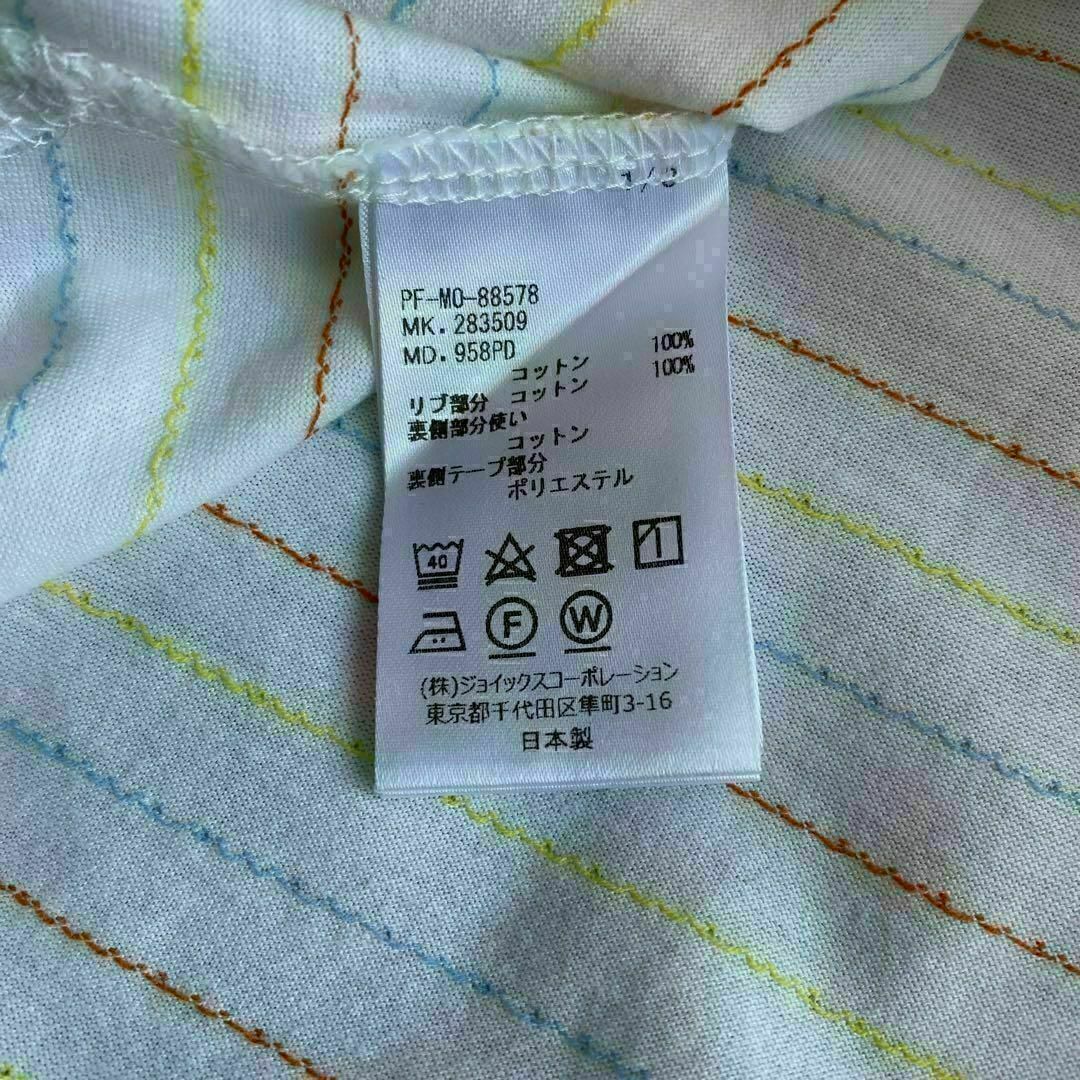 PF-MO-88578
MK. 283509
MD. 958PD
コットン 100%
リブ部分 コットン 100%
裏側部分使い
コットン
裏側テープ部分
ポリエステル
40
F W
(株)ジョイックスコーポレーション
東京都千代田区隼町3-16
日本製